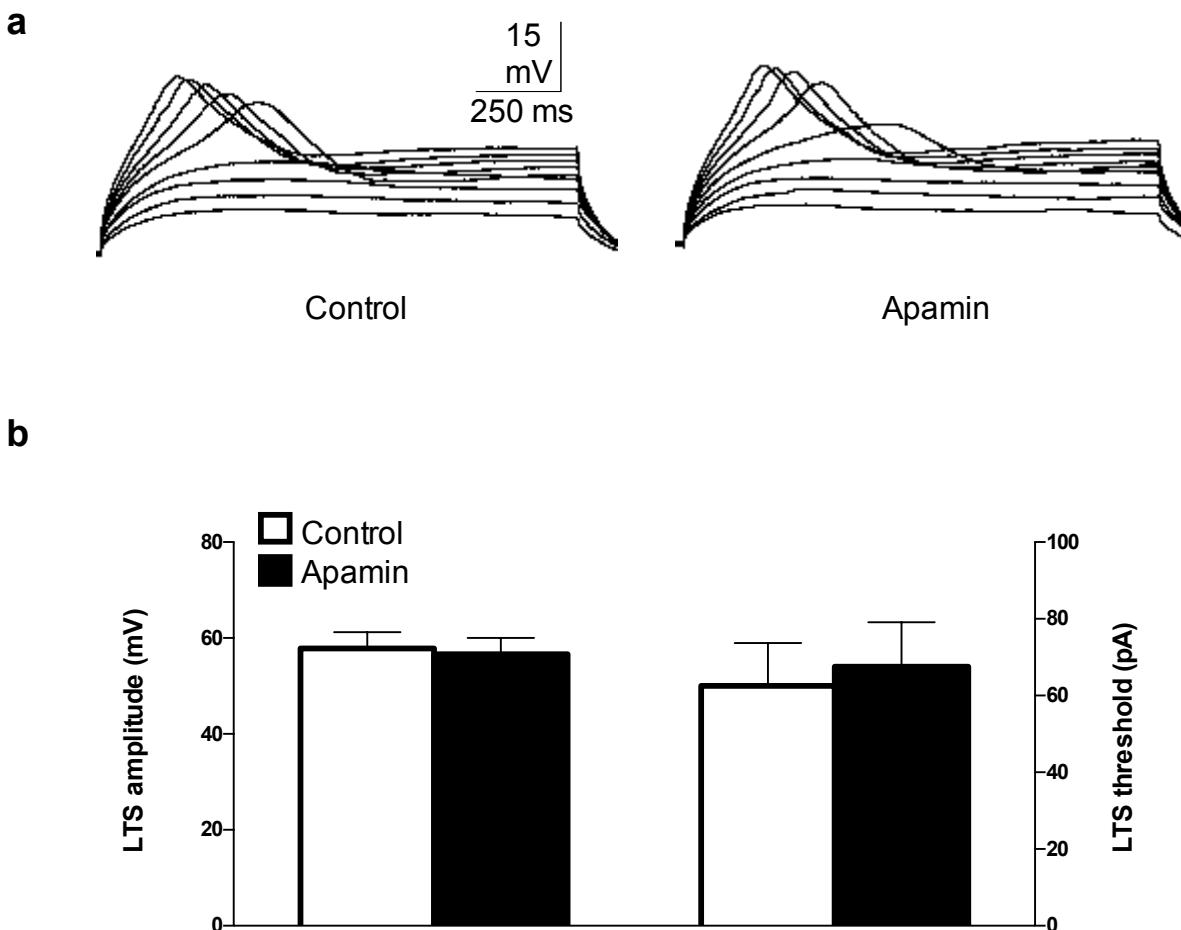 a
15
mV
250 ms
Control
Apamin
b
Control
Apamin
LTS amplitude (mV)
80
60
40
20
0
LTS threshold (pA)
100
80
60
40
20
0